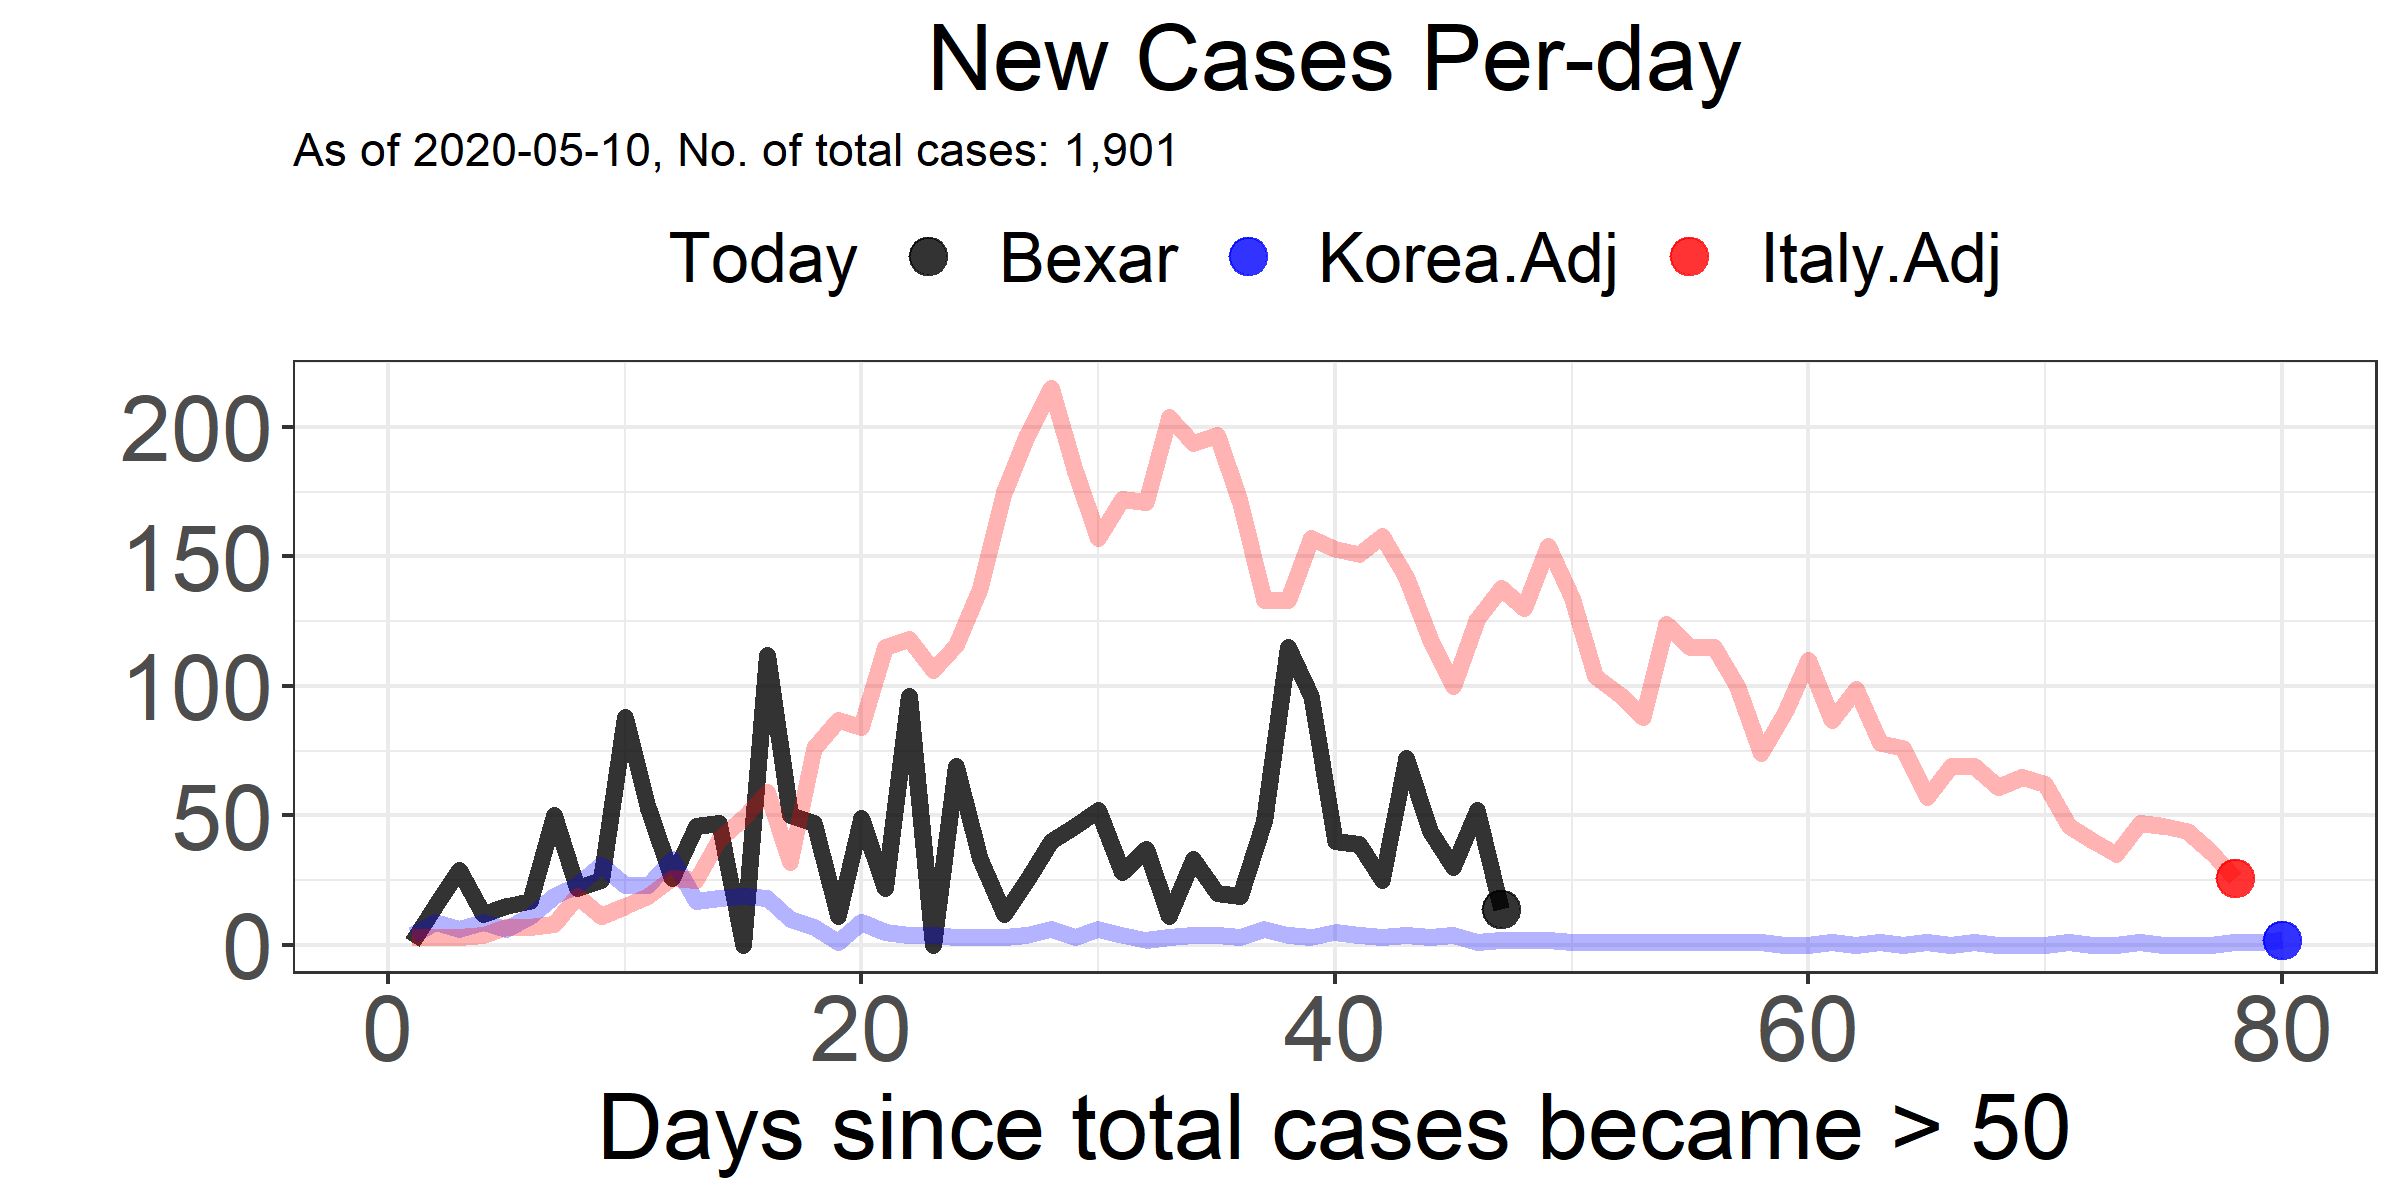 New Cases Per-day
As of 2020-05-10, No. of total cases: 1,901
Today Bexar Korea.Adj Italy.Adj
200
150
100
50
0
0 20 40 60 80
Days since total cases became > 50